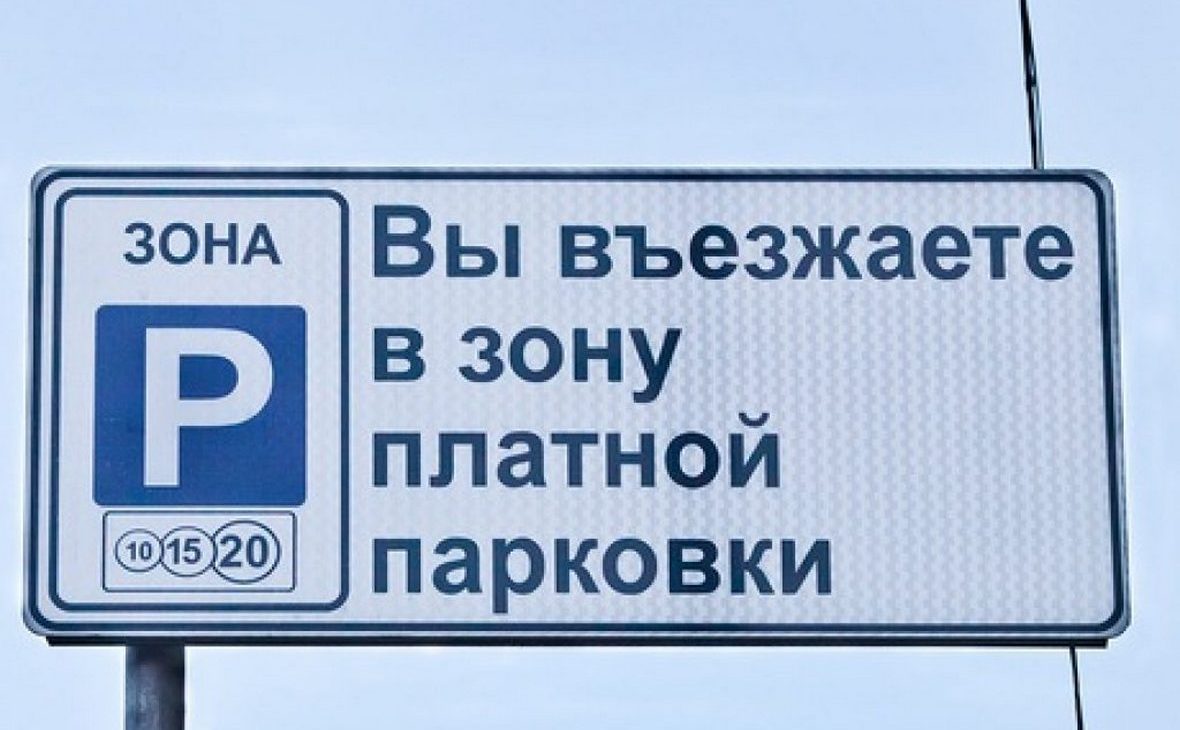 ЗОНА
P
10 15 20
Вы въезжаете
в зону
платной
парковки